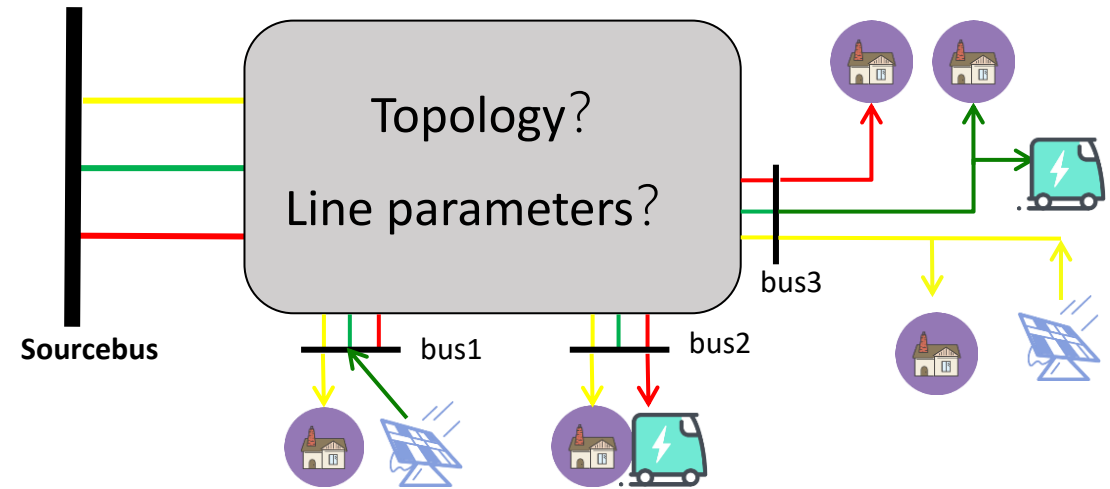 Topology？
Line parameters？
Sourcebus
bus1
bus2
bus3